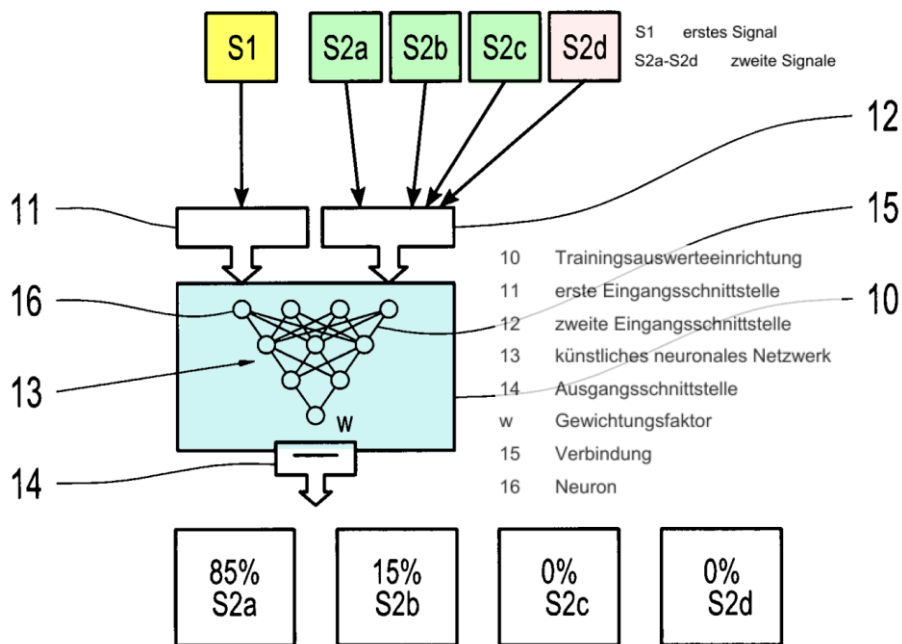 S1
S2a
S2b
S2c
S2d
S1 erstes Signal
S2a-S2d zweite Signale
12
11
15
10 Trainingsauswerteeinrichtung
11 erste Eingangsschnittstelle
16
10
12 zweite Eingangsschnittstelle
13 künstliches neuronales Netzwerk
13
14 Ausgangsschnittstelle
w Gewichtungsfaktor
W
15 Verbindung
14
16 Neuron
85%
S2a
15%
S2b
0%
S2c
0%
S2d